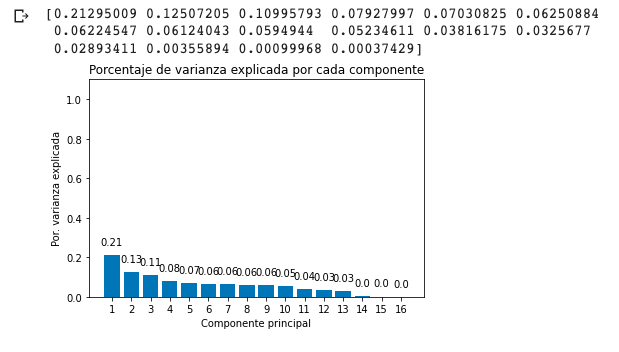 [0.21295009 0.12507205 0.10995793 0.07927997 0.07030825 0.06250884
0.06224547 0.06124043 0.0594944 0.05234611 0.03816175 0.0325677
0.02893411 0.00355894 0.00099968 0.00037429]
Porcentaje de varianza explicada por cada componente
1.0
0.8
0.6
0.4
0.2
0.0
Por. varianza explicada
0.21 0.13 0.11 0.08 0.07 0.06 0.06 0.06 0.06 0.05 0.04 0.03 0.03 0.0 0.0 0.0
1 2 3 4 5 6 7 8 9 10 11 12 13 14 15 16
Componente principal